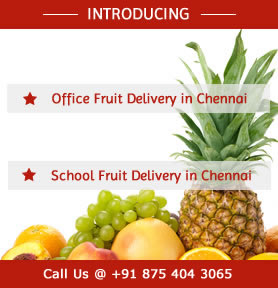 INTRODUCING
Office Fruit Delivery in Chennai
School Fruit Delivery in Chennai
Call Us @ +91 875 404 3065